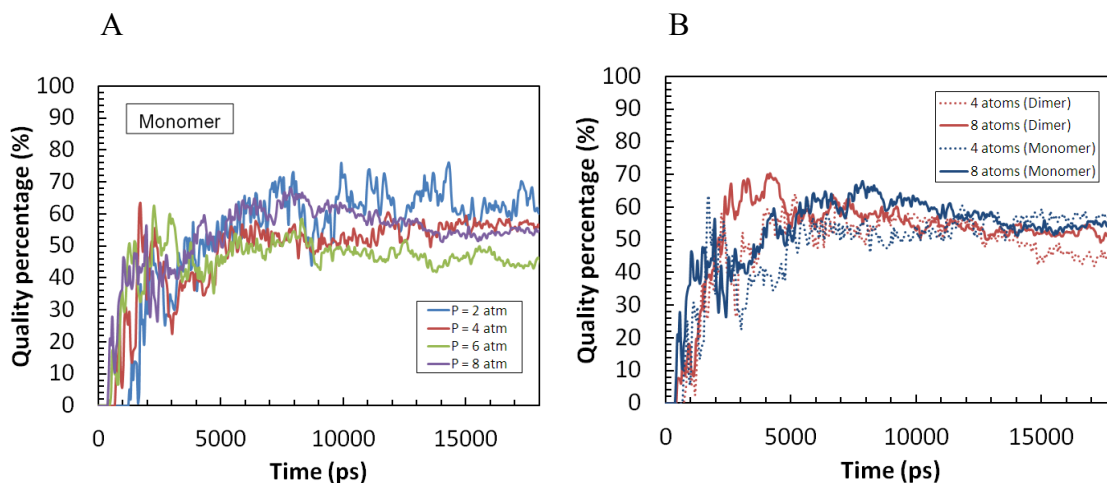 A
B
Quality percentage (%)
100
90
80
70
60
50
40
30
20
10
0
Monomer
P = 2 atm
P = 4 atm
P = 6 atm
P = 8 atm
0 5000 10000 15000
Time (ps)
Quality percentage (%)
100
90
80
70
60
50
40
30
20
10
0
4 atoms (Dimer)
8 atoms (Dimer)
4 atoms (Monomer)
8 atoms (Monomer)
0 5000 10000 15000
Time (ps)